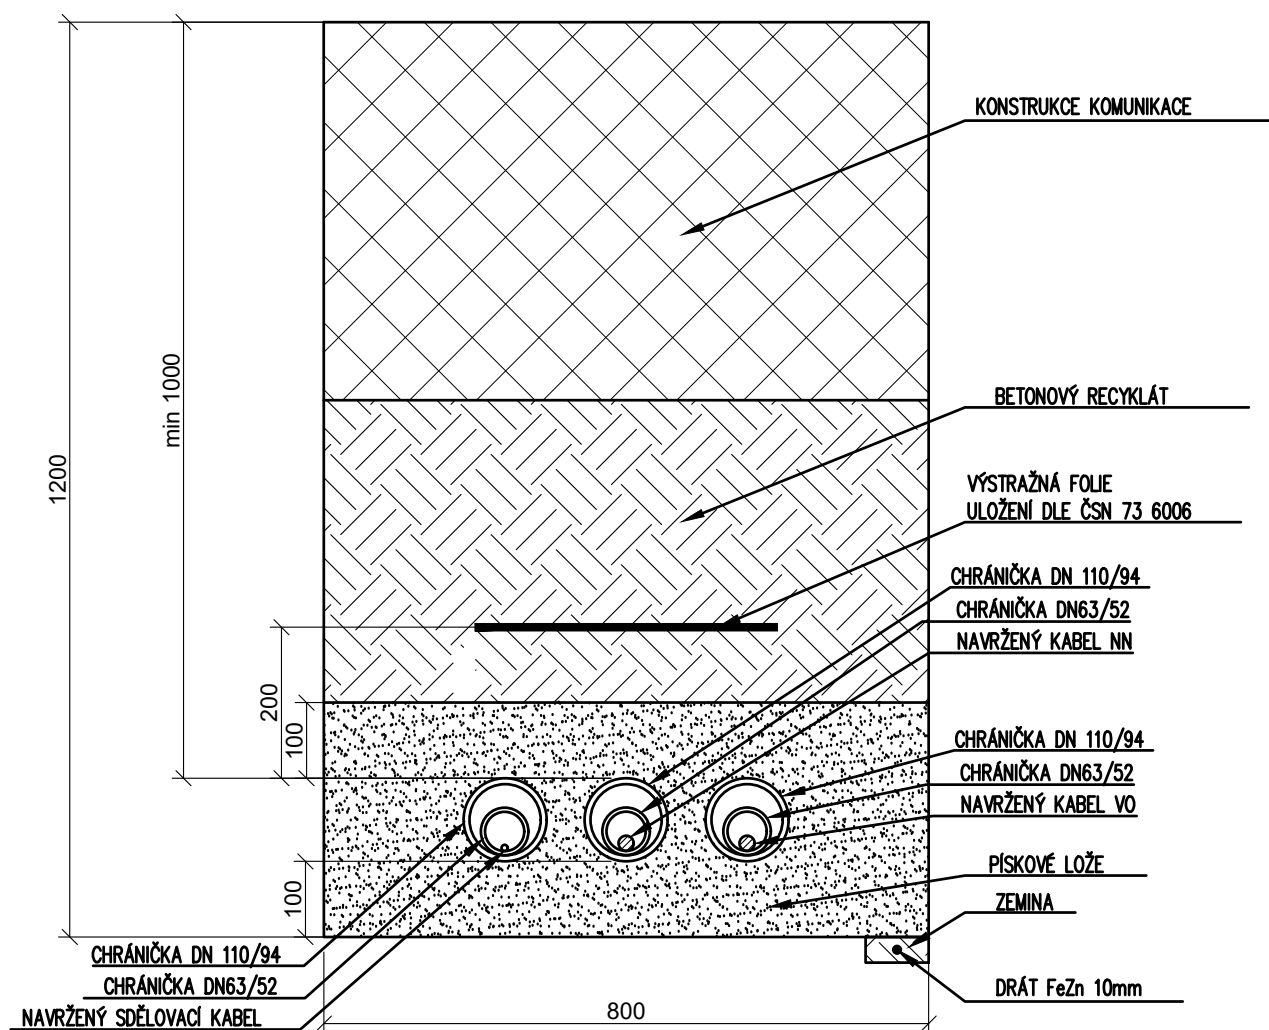 KONSTRUKCE KOMUNIKACE
BETONOVÝ RECYKLÁT
VÝSTRAŽNÁ FOLIE
ULOŽENÍ DLE ČSN 73 6006
CHRÁNIČKA DN 110/94
CHRÁNIČKA DN63/52
NAVRŽENÝ KABEL NN
CHRÁNIČKA DN 110/94
CHRÁNIČKA DN63/52
NAVRŽENÝ KABEL VO
PÍSKOVÉ LOŽE
ZEMINA
DRÁT FeZn 10mm
1200
min 1000
200
100
100
CHRÁNIČKA DN 110/94
CHRÁNIČKA DN63/52
NAVRŽENÝ SDĚLOVACÍ KABEL
800